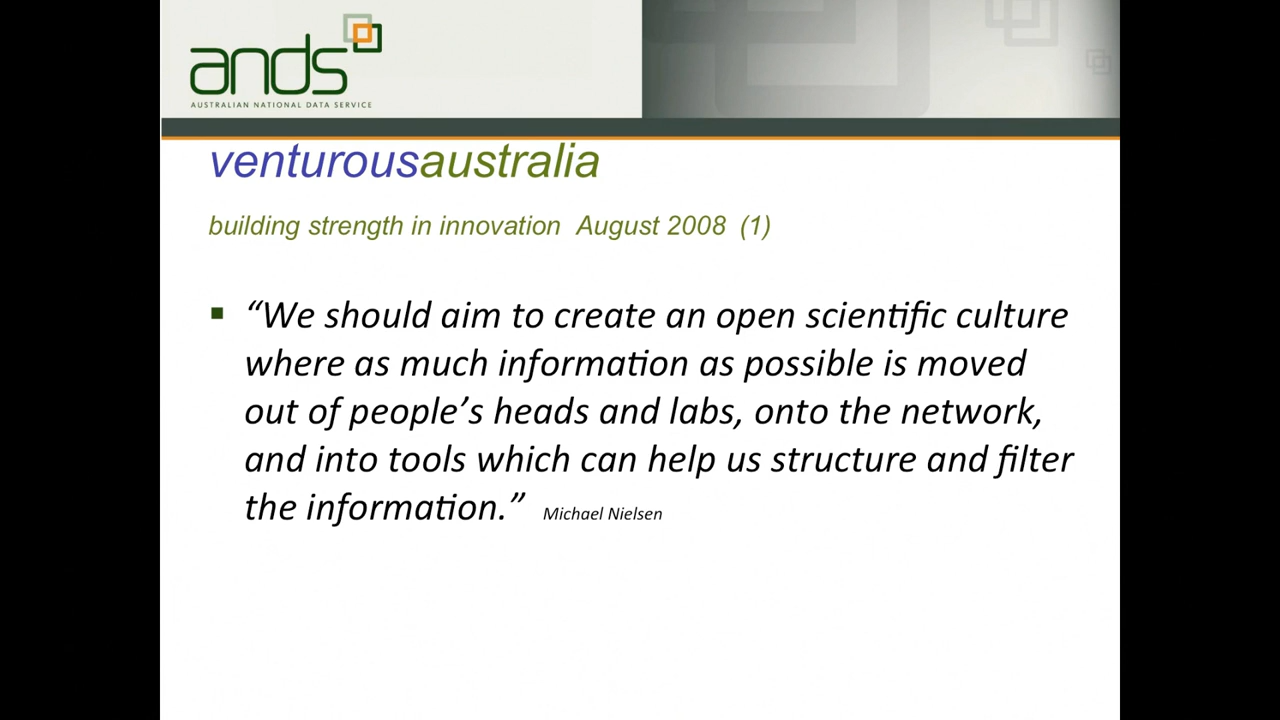 ands
AUSTRALIAN NATIONAL DATA SERVICE
venturousaustralia
building strength in innovation August 2008 (1)
“We should aim to create an open scientific culture
where as much information as possible is moved
out of people’s heads and labs, onto the network,
and into tools which can help us structure and filter
the information.” Michael Nielsen